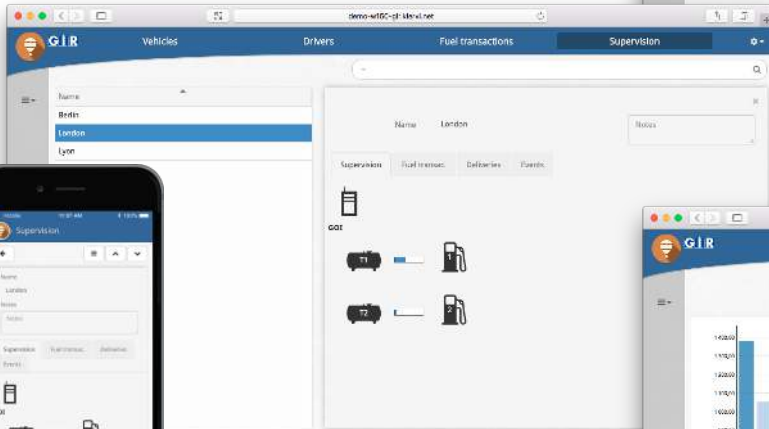 GIR
Vehicles
Drivers
Fuel transactions
Supervision
Name
Berlin
London
Lyon
Name London
Notes
Supervision Fuel transac. Deliveries Events
T1
1
T2
2
Supervision
Name
London
Notes
Notes
Supervision Fuel transac. Deliveries
Events
GIR